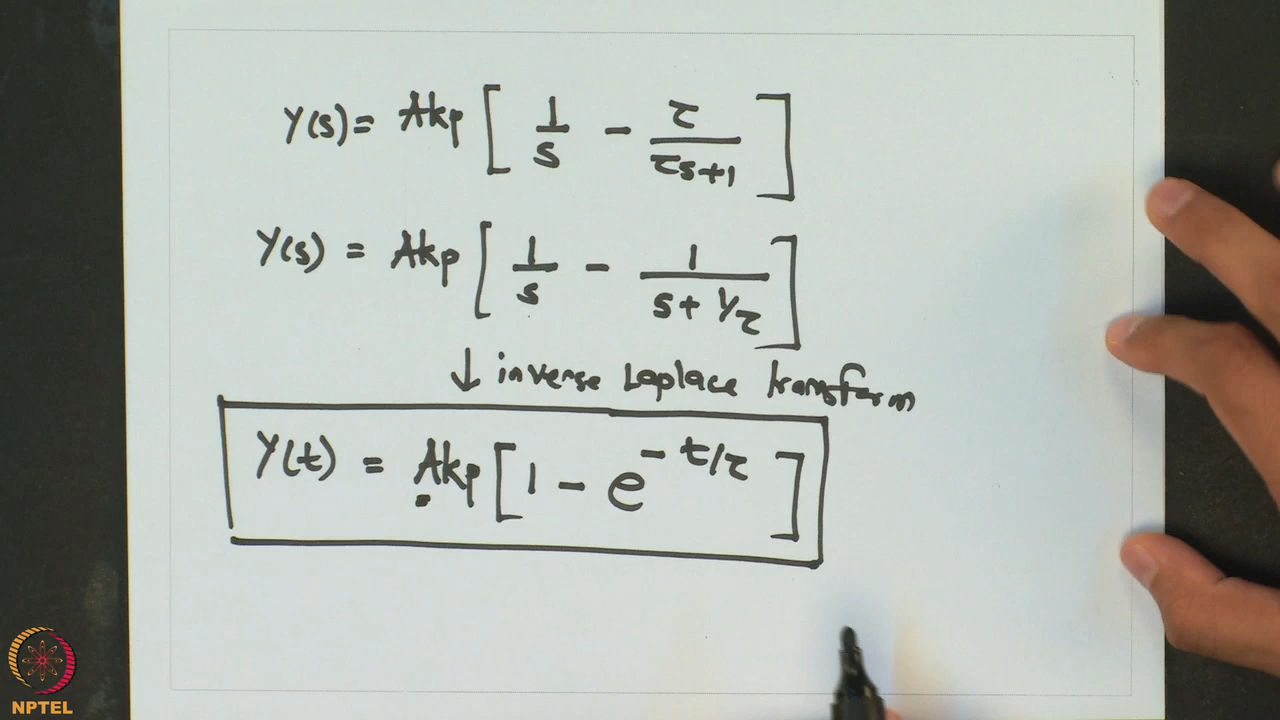 Y(s) = Akp [ 1/s - τ/(τs+1) ]
Y(s) = Akp [ 1/s - 1/(s + 1/τ) ]
↓ inverse Laplace transform
Y(t) = Akp [ 1 - e^(-t/τ) ]
NPTEL